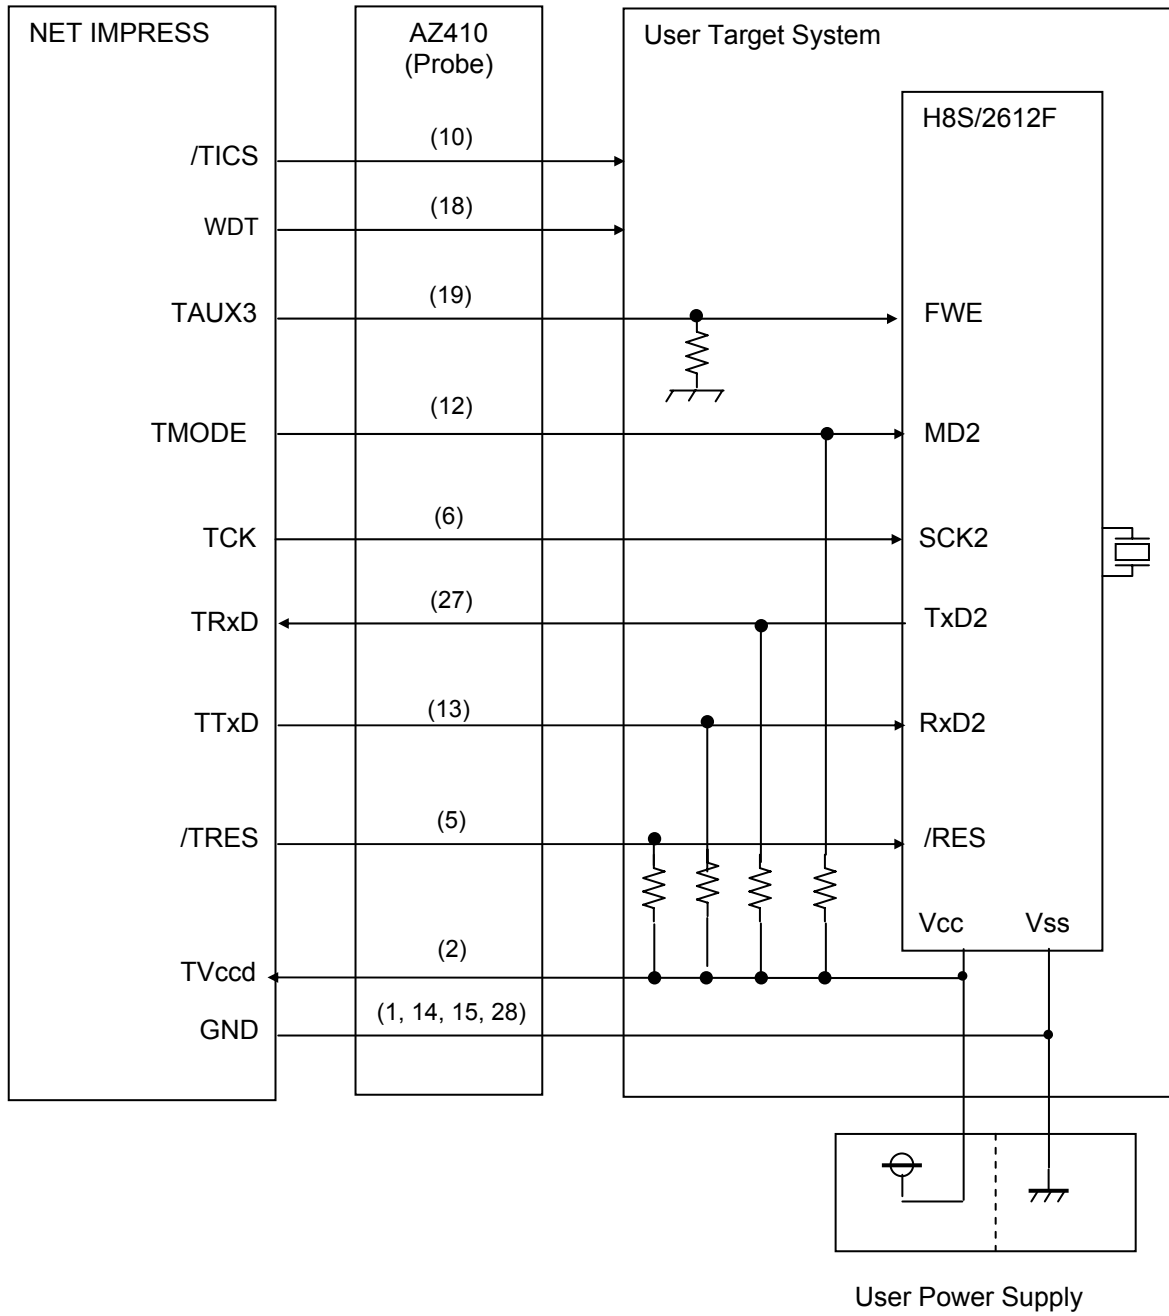 NET IMPRESS
AZ410
(Probe)
User Target System
H8S/2612F
/TICS
(10)
WDT
(18)
TAUX3
(19)
FWE
TMODE
(12)
MD2
TCK
(6)
SCK2
TRxD
(27)
TxD2
TTxD
(13)
RxD2
/TRES
(5)
/RES
Vcc
Vss
TVccd
(2)
GND
(1, 14, 15, 28)
User Power Supply